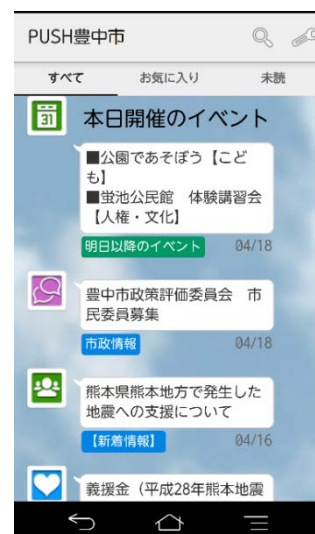 PUSH豊中市
すべて お気に入り 未読
31
本日開催のイベント
■公園であそぼう【こど
も】
■蛍池公民館 体験講習会
【人権・文化】
明日以降のイベント 04/18
豊中市政策評価委員会 市
民委員募集
市政情報 04/18
熊本県熊本地方で発生した
地震への支援について
【新着情報】 04/16
義援金（平成28年熊本地震